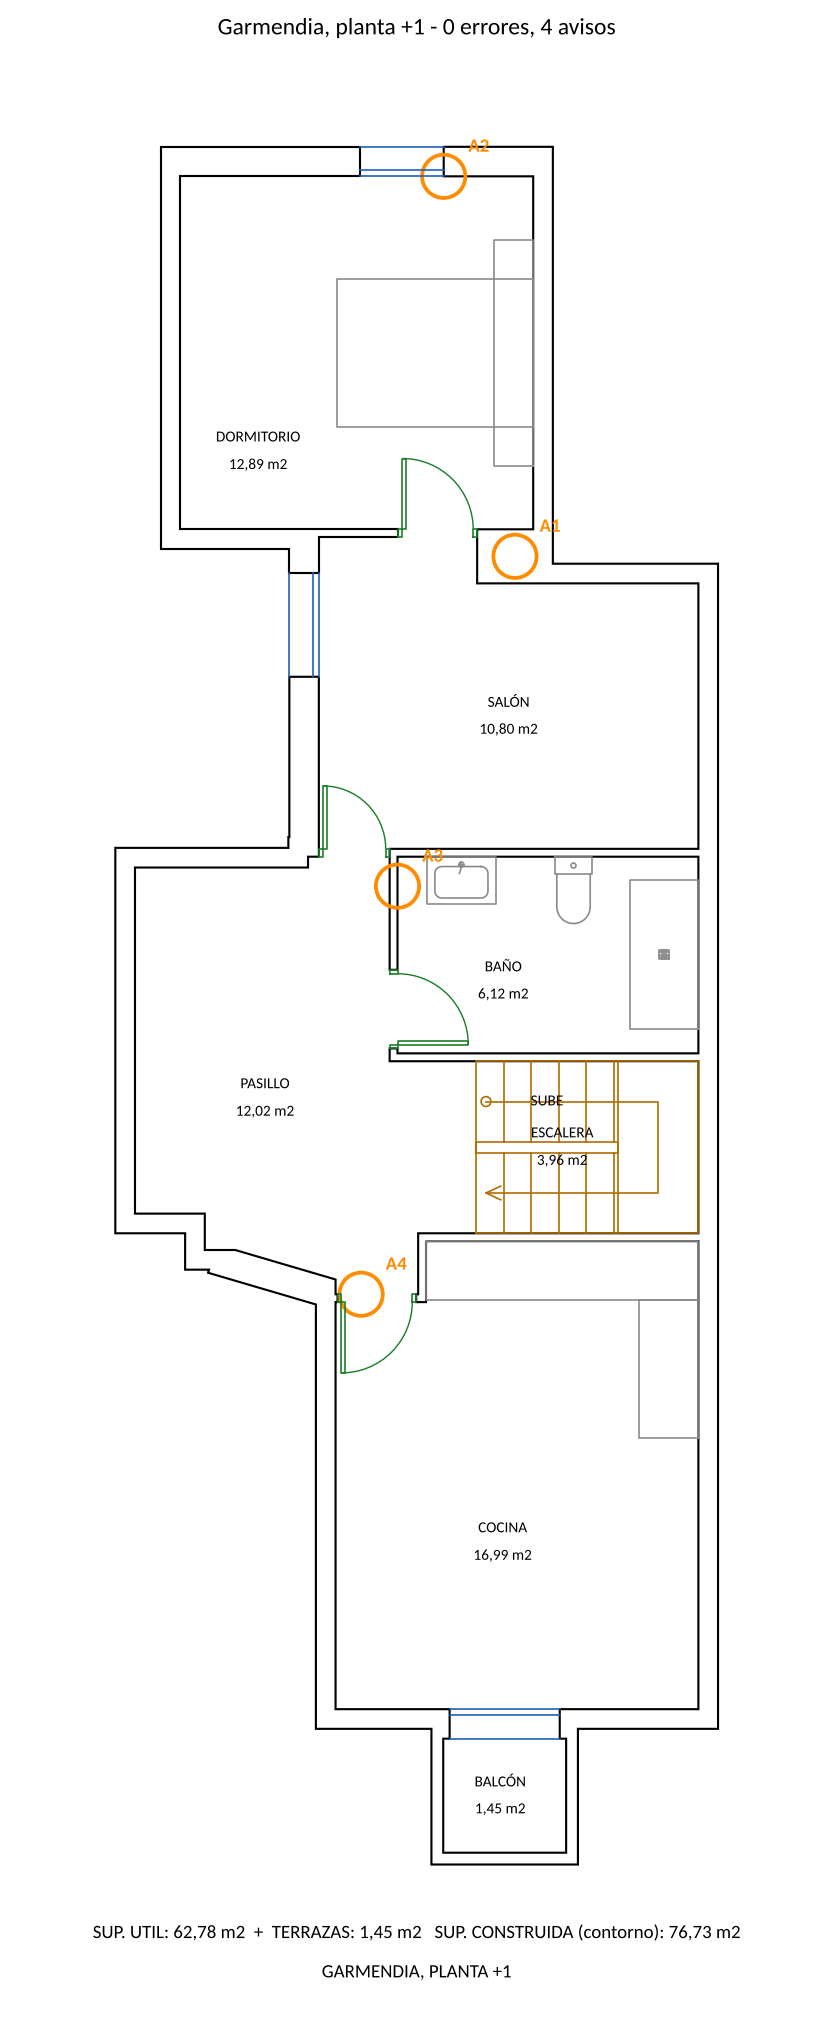 Garmendia, planta +1 - 0 errores, 4 avisos
A2
DORMITORIO
12,89 m2
A1
SALÓN
10,80 m2
A3
BAÑO
6,12 m2
PASILLO
12,02 m2
SUBE
ESCALERA
3,96 m2
A4
COCINA
16,99 m2
BALCÓN
1,45 m2
SUP. UTIL: 62,78 m2 + TERRAZAS: 1,45 m2 SUP. CONSTRUIDA (contorno): 76,73 m2
GARMENDIA, PLANTA +1